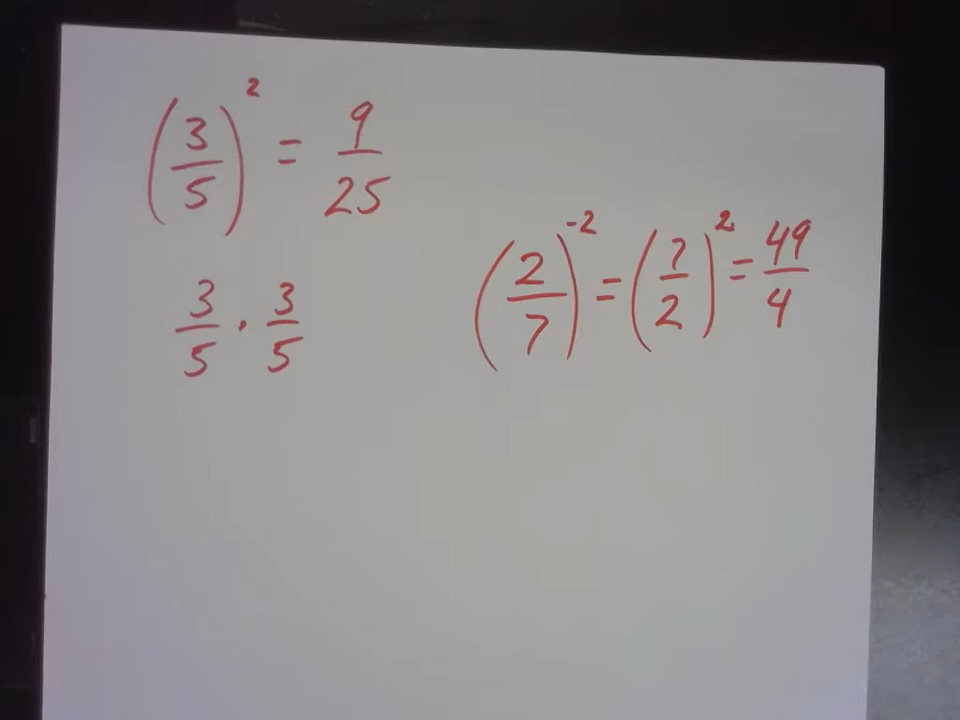 (3/5)² = 9/25
3/5 · 3/5
(2/7)⁻² = (7/2)² = 49/4